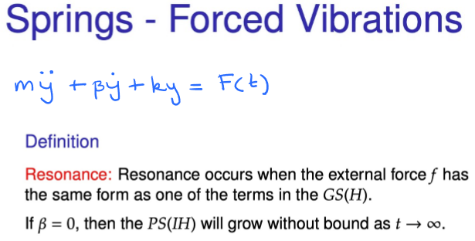 Springs - Forced Vibrations
mÿ + βẏ + ky = F(t)
Definition
Resonance: Resonance occurs when the external force f has
the same form as one of the terms in the GS(H).
If β = 0, then the PS(IH) will grow without bound as t → ∞.